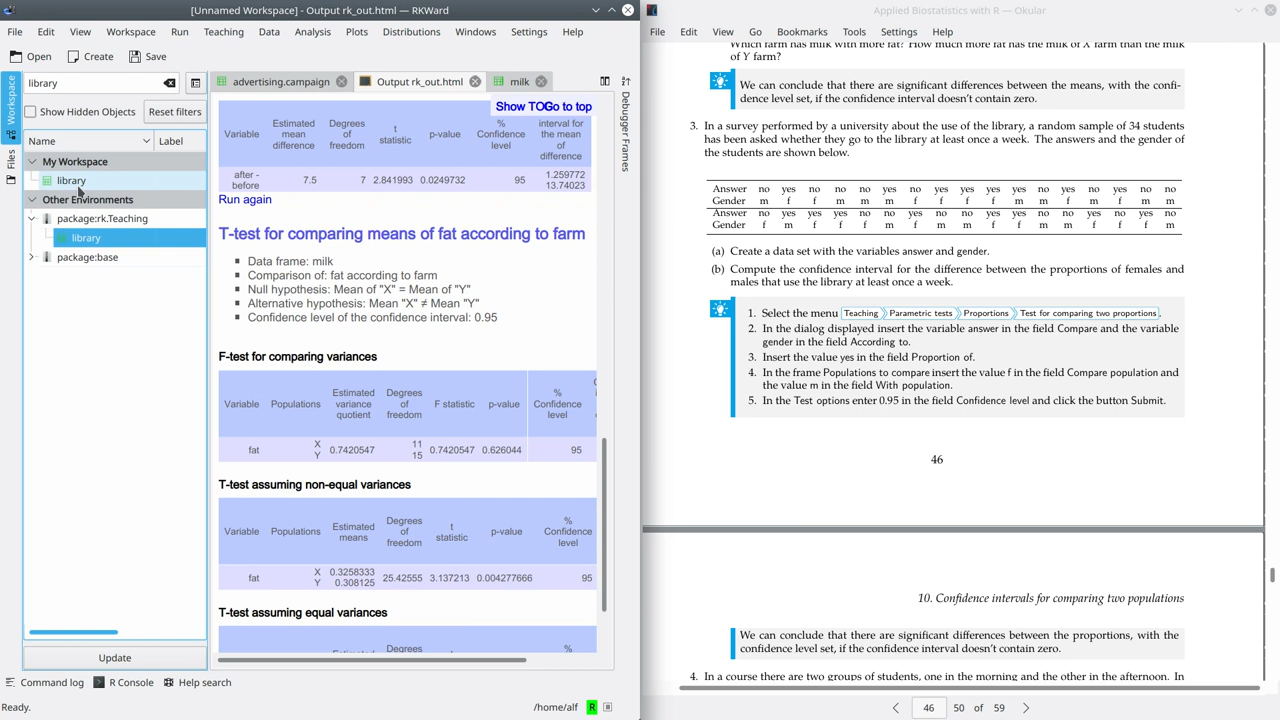 [Unnamed Workspace] - Output rk_out.html — RKWard
File Edit View Workspace Run Teaching Data Analysis Plots Distributions Windows Settings Help
Open Create Save
library
Show Hidden Objects Reset filters
Name Label
My Workspace
library
Other Environments
package:rk.Teaching
library
package:base
Update
Workspace
Files
advertising.campaign Output rk_out.html milk
Debugger Frames
Show TOC Go to top
Variable Estimated mean difference Degrees of freedom t statistic p-value % Confidence level interval for the mean of difference
after - before 7.5 7 2.841993 0.0249732 95 1.259772 13.74023
Run again
T-test for comparing means of fat according to farm
Data frame: milk
Comparison of: fat according to farm
Null hypothesis: Mean of "X" = Mean of "Y"
Alternative hypothesis: Mean "X" ≠ Mean "Y"
Confidence level of the confidence interval: 0.95
F-test for comparing variances
Variable Populations Estimated variance quotient Degrees of freedom F statistic p-value % Confidence level
fat X Y 0.7420547 11 15 0.7420547 0.626044 95
T-test assuming non-equal variances
Variable Populations Estimated means Degrees of freedom t statistic p-value % Confidence level
fat X Y 0.3258333 0.308125 25.42555 3.137213 0.004277666 95
T-test assuming equal variances
Command log R Console Help search
Ready. /home/alf R
Applied Biostatistics with R — Okular
File Edit View Go Bookmarks Tools Settings Help
Which farm has milk with more fat? How much more fat has the milk of X farm than the milk
of Y farm?
We can conclude that there are significant differences between the means, with the confi-
dence level set, if the confidence interval doesn't contain zero.
3. In a survey performed by a university about the use of the library, a random sample of 34 students
has been asked whether they go to the library at least once a week. The answers and the gender of
the students are shown below.
Answer no yes no no no yes no yes yes yes yes no yes no yes no no
Gender m f f m m m m f f f m m f m f m m
Answer no yes yes yes no no yes no yes yes yes no no yes no no no
Gender f m f f f m f f f m m f m f f f m
(a) Create a data set with the variables answer and gender.
(b) Compute the confidence interval for the difference between the proportions of females and
males that use the library at least once a week.
1. Select the menu Teaching Parametric tests Proportions Test for comparing two proportions.
2. In the dialog displayed insert the variable answer in the field Compare and the variable
gender in the field According to.
3. Insert the value yes in the field Proportion of.
4. In the frame Populations to compare insert the value f in the field Compare population and
the value m in the field With population.
5. In the Test options enter 0.95 in the field Confidence level and click the button Submit.
46
10. Confidence intervals for comparing two populations
We can conclude that there are significant differences between the proportions, with the
confidence level set, if the confidence interval doesn't contain zero.
4. In a course there are two groups of students, one in the morning and the other in the afternoon. In
46 50 of 59